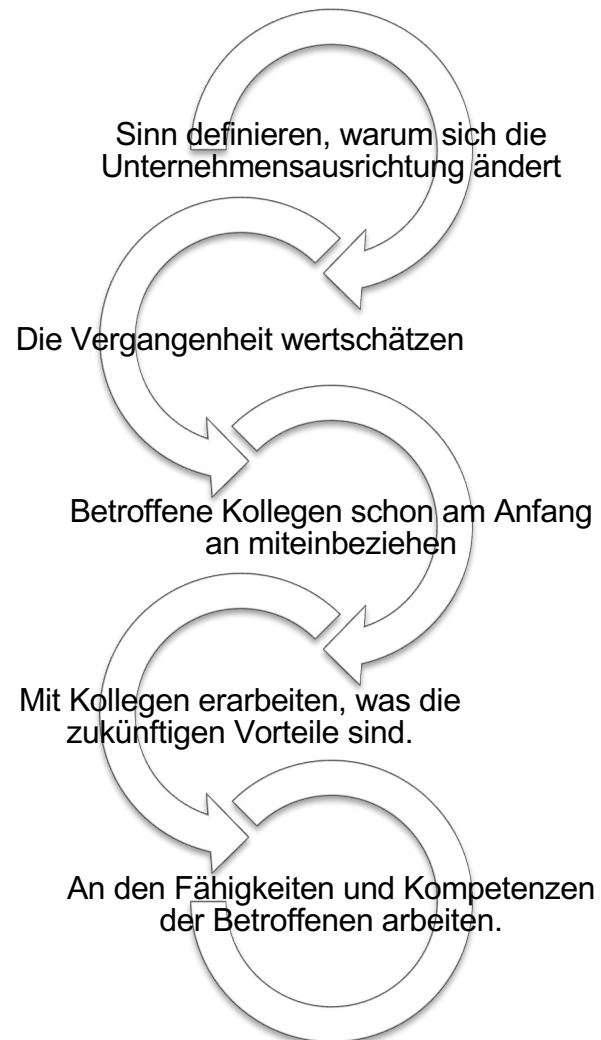 Sinn definieren, warum sich die
Unternehmensausrichtung ändert
Die Vergangenheit wertschätzen
Betroffene Kollegen schon am Anfang
an miteinbeziehen
Mit Kollegen erarbeiten, was die
zukünftigen Vorteile sind.
An den Fähigkeiten und Kompetenzen
der Betroffenen arbeiten.